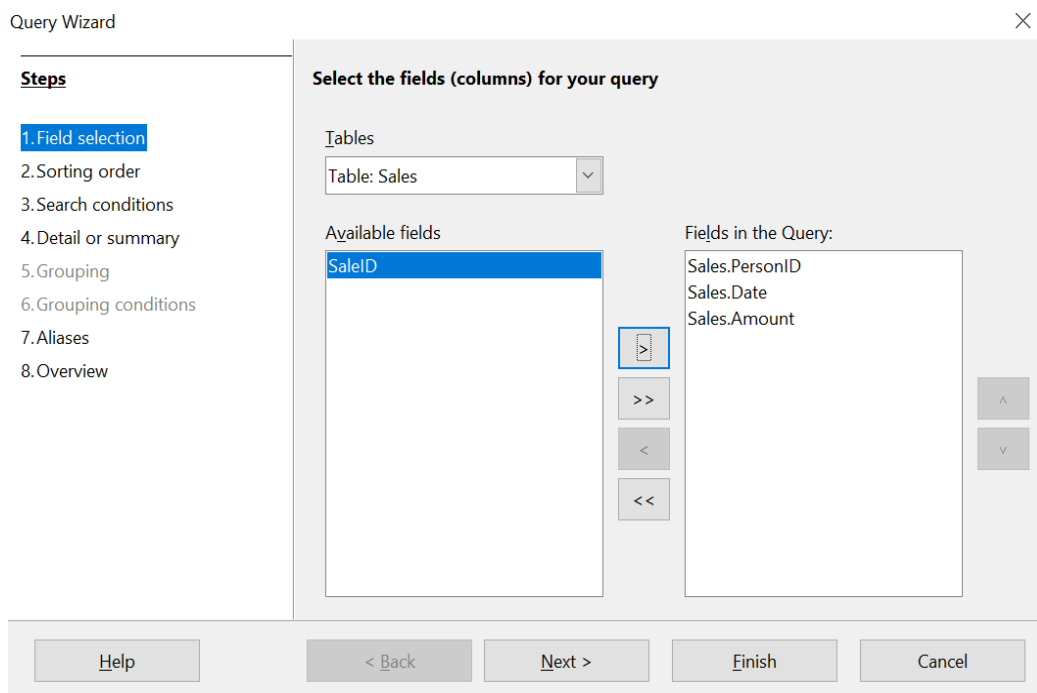 Query Wizard
Steps
1.Field selection
2.Sorting order
3.Search conditions
4.Detail or summary
5.Grouping
6.Grouping conditions
7.Aliases
8.Overview
Select the fields (columns) for your query
Tables
Table: Sales
Available fields
SaleID
>
>>
<
<<
Fields in the Query:
Sales.PersonID
Sales.Date
Sales.Amount
Help
< Back
Next >
Finish
Cancel